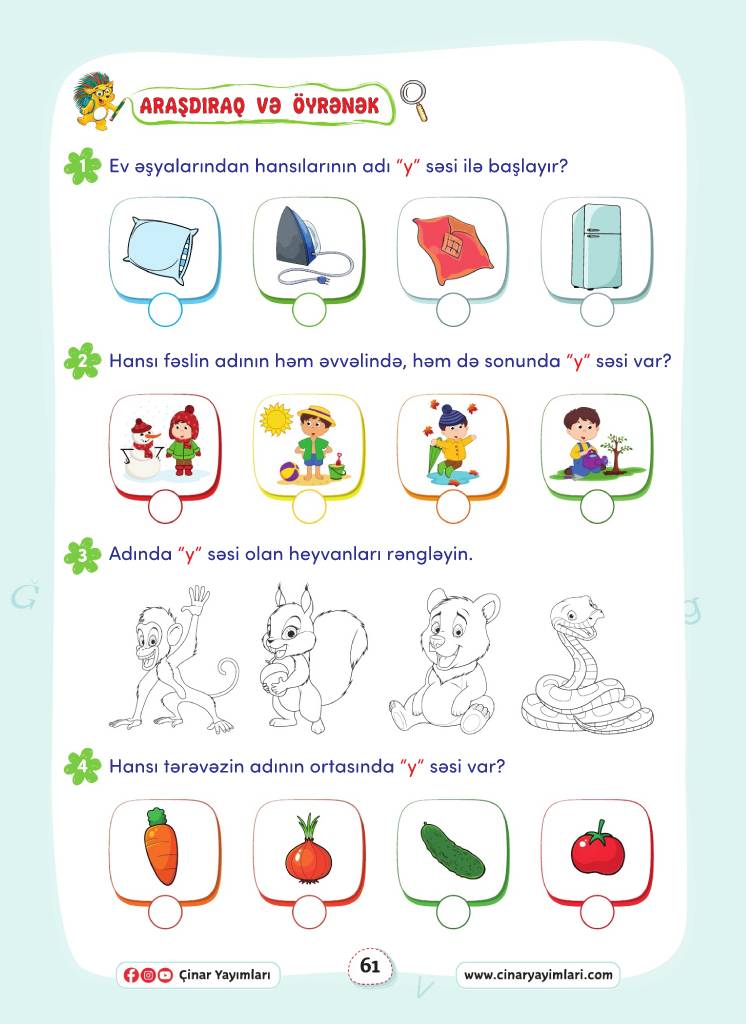 ARAŞDIRAQ VƏ ÖYRƏNƏK
1 Ev əşyalarından hansılarının adı “y” səsi ilə başlayır?
2 Hansı fəslin adının həm əvvəlində, həm də sonunda “y” səsi var?
3 Adında “y” səsi olan heyvanları rəngləyin.
Ğ
g
4 Hansı tərəvəzin adının ortasında “y” səsi var?
Çinar Yayımları
61
www.cinaryayimlari.com
v